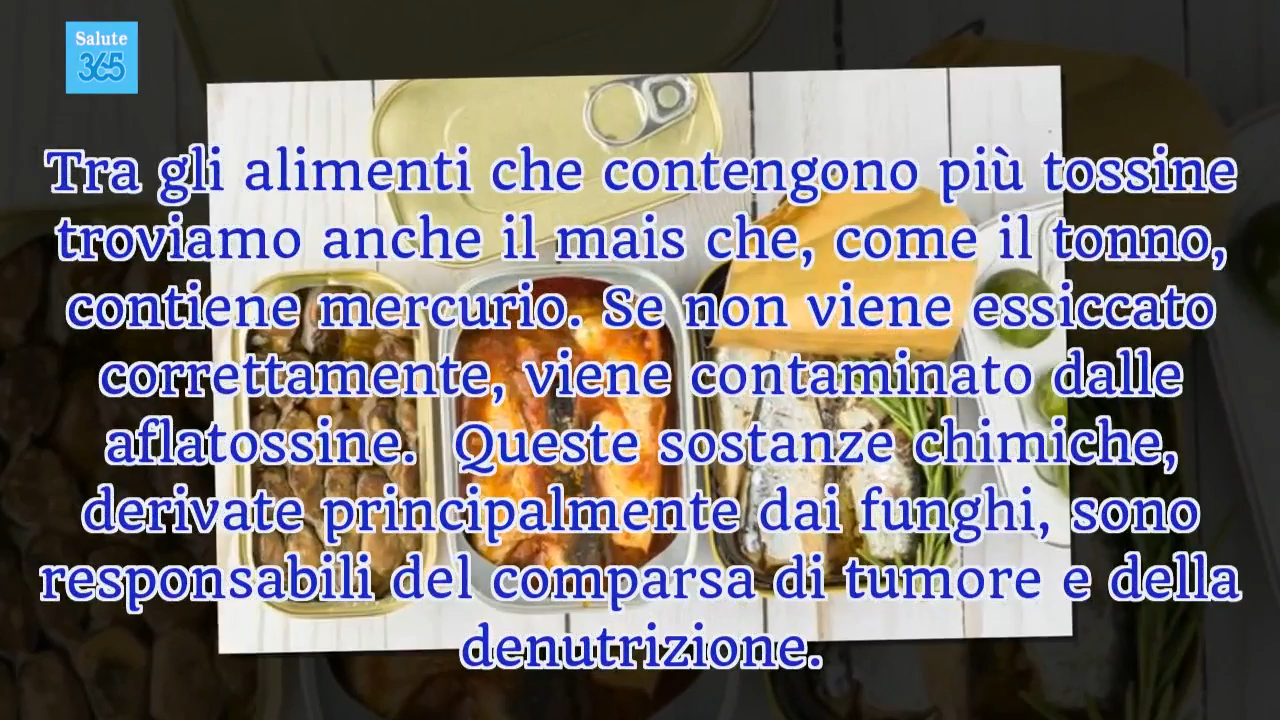 Salute
365
Tra gli alimenti che contengono più tossine
troviamo anche il mais che, come il tonno,
contiene mercurio. Se non viene essiccato
correttamente, viene contaminato dalle
aflatossine.  Queste sostanze chimiche,
derivate principalmente dai funghi, sono
responsabili del comparsa di tumore e della
denutrizione.